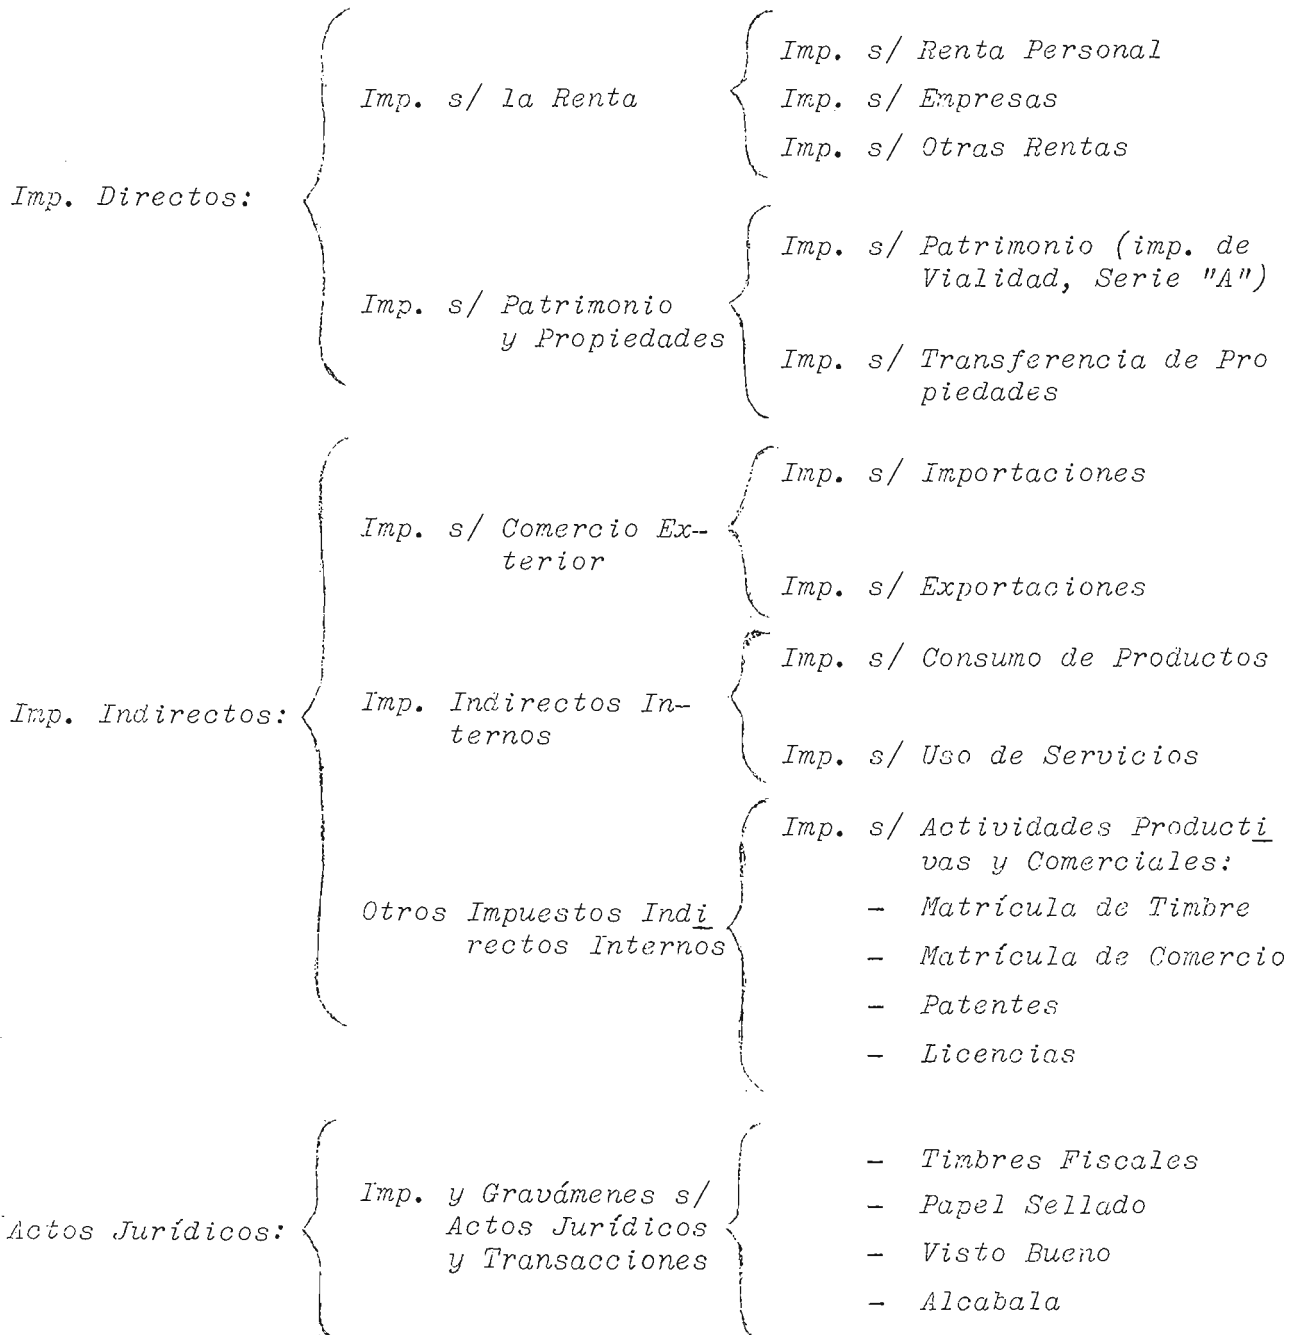 Imp. Directos:
Imp. s/ la Renta
Imp. s/ Renta Personal
Imp. s/ Empresas
Imp. s/ Otras Rentas
Imp. s/ Patrimonio
y Propiedades
Imp. s/ Patrimonio (imp. de
Vialidad, Serie "A")
Imp. s/ Transferencia de Pro
piedades
Imp. Indirectos:
Imp. s/ Comercio Ex-
terior
Imp. s/ Importaciones
Imp. s/ Exportaciones
Imp. Indirectos In-
ternos
Imp. s/ Consumo de Productos
Imp. s/ Uso de Servicios
Otros Impuestos Indi
rectos Internos
Imp. s/ Actividades Producti
vas y Comerciales:
- Matrícula de Timbre
- Matrícula de Comercio
- Patentes
- Licencias
Actos Jurídicos:
Imp. y Gravámenes s/
Actos Jurídicos
y Transacciones
- Timbres Fiscales
- Papel Sellado
- Visto Bueno
- Alcabala